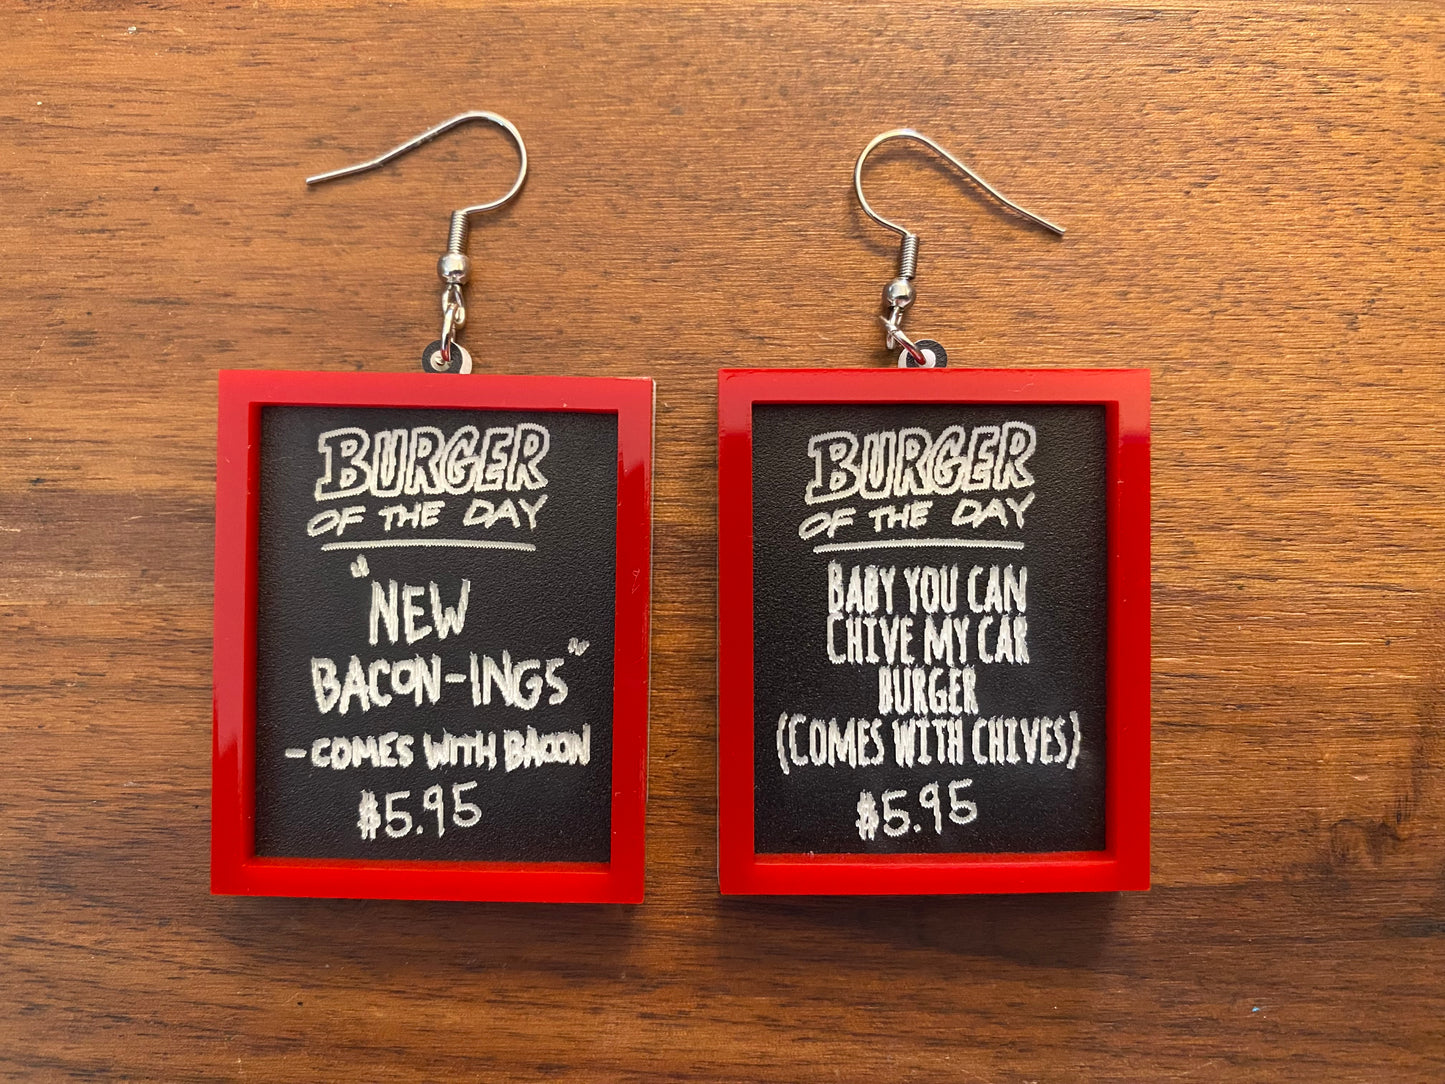 BURGER
OF THE DAY
"NEW
BACON-INGS"
-COMES WITH BACON
$5.95
BURGER
OF THE DAY
BABY YOU CAN
CHIVE MY CAR
BURGER
(COMES WITH CHIVES)
$5.95